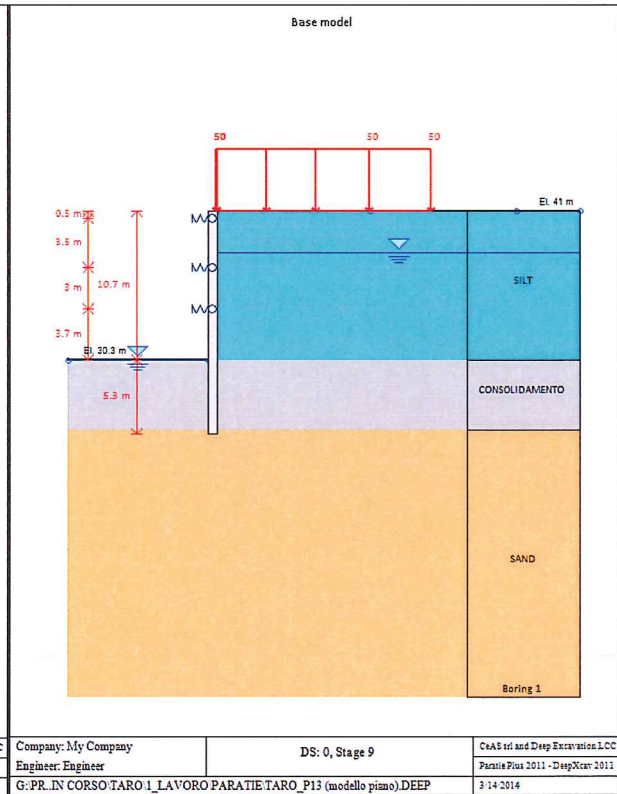 Base model
50
50
50
El. 41 m
0.5 m
3.5 m
3 m
10.7 m
3.7 m
SILT
El. 30.3 m
5.3 m
CONSOLIDAMENTO
SAND
Boring 1
Company: My Company
Engineer: Engineer
DS: 0, Stage 9
CeAS srl and Deep Excavation LCC
Paratie Plus 2011 - DeepXcav 2011
G:\PR_IN CORSO\TARO\1_LAVORO PARATIE\TARO_P13 (modello piano).DEEP
3/14/2014